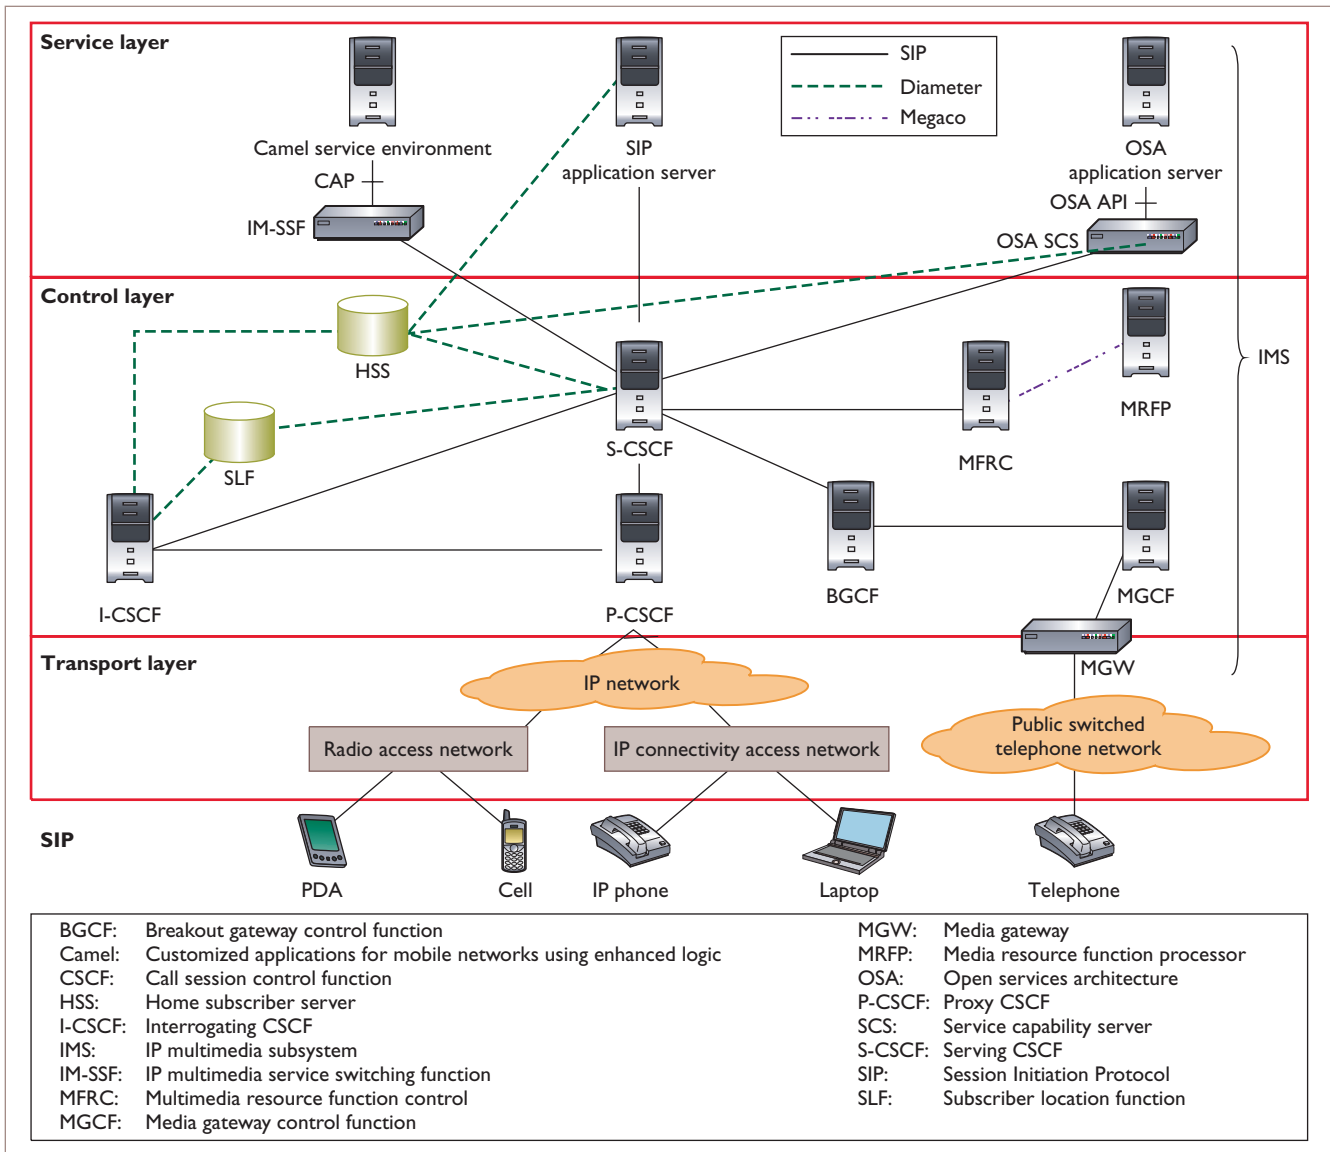 Service layer
SIP
Diameter
Megaco
Camel service environment
SIP
application server
OSA
application server
CAP
OSA API
IM-SSF
OSA SCS
Control layer
HSS
IMS
MRFP
SLF
S-CSCF
MFRC
I-CSCF
P-CSCF
BGCF
MGCF
Transport layer
MGW
IP network
Public switched
telephone network
Radio access network
IP connectivity access network
SIP
PDA
Cell
IP phone
Laptop
Telephone
BGCF: Breakout gateway control function
Camel: Customized applications for mobile networks using enhanced logic
CSCF: Call session control function
HSS: Home subscriber server
I-CSCF: Interrogating CSCF
IMS: IP multimedia subsystem
IM-SSF: IP multimedia service switching function
MFRC: Multimedia resource function control
MGCF: Media gateway control function
MGW: Media gateway
MRFP: Media resource function processor
OSA: Open services architecture
P-CSCF: Proxy CSCF
SCS: Service capability server
S-CSCF: Serving CSCF
SIP: Session Initiation Protocol
SLF: Subscriber location function